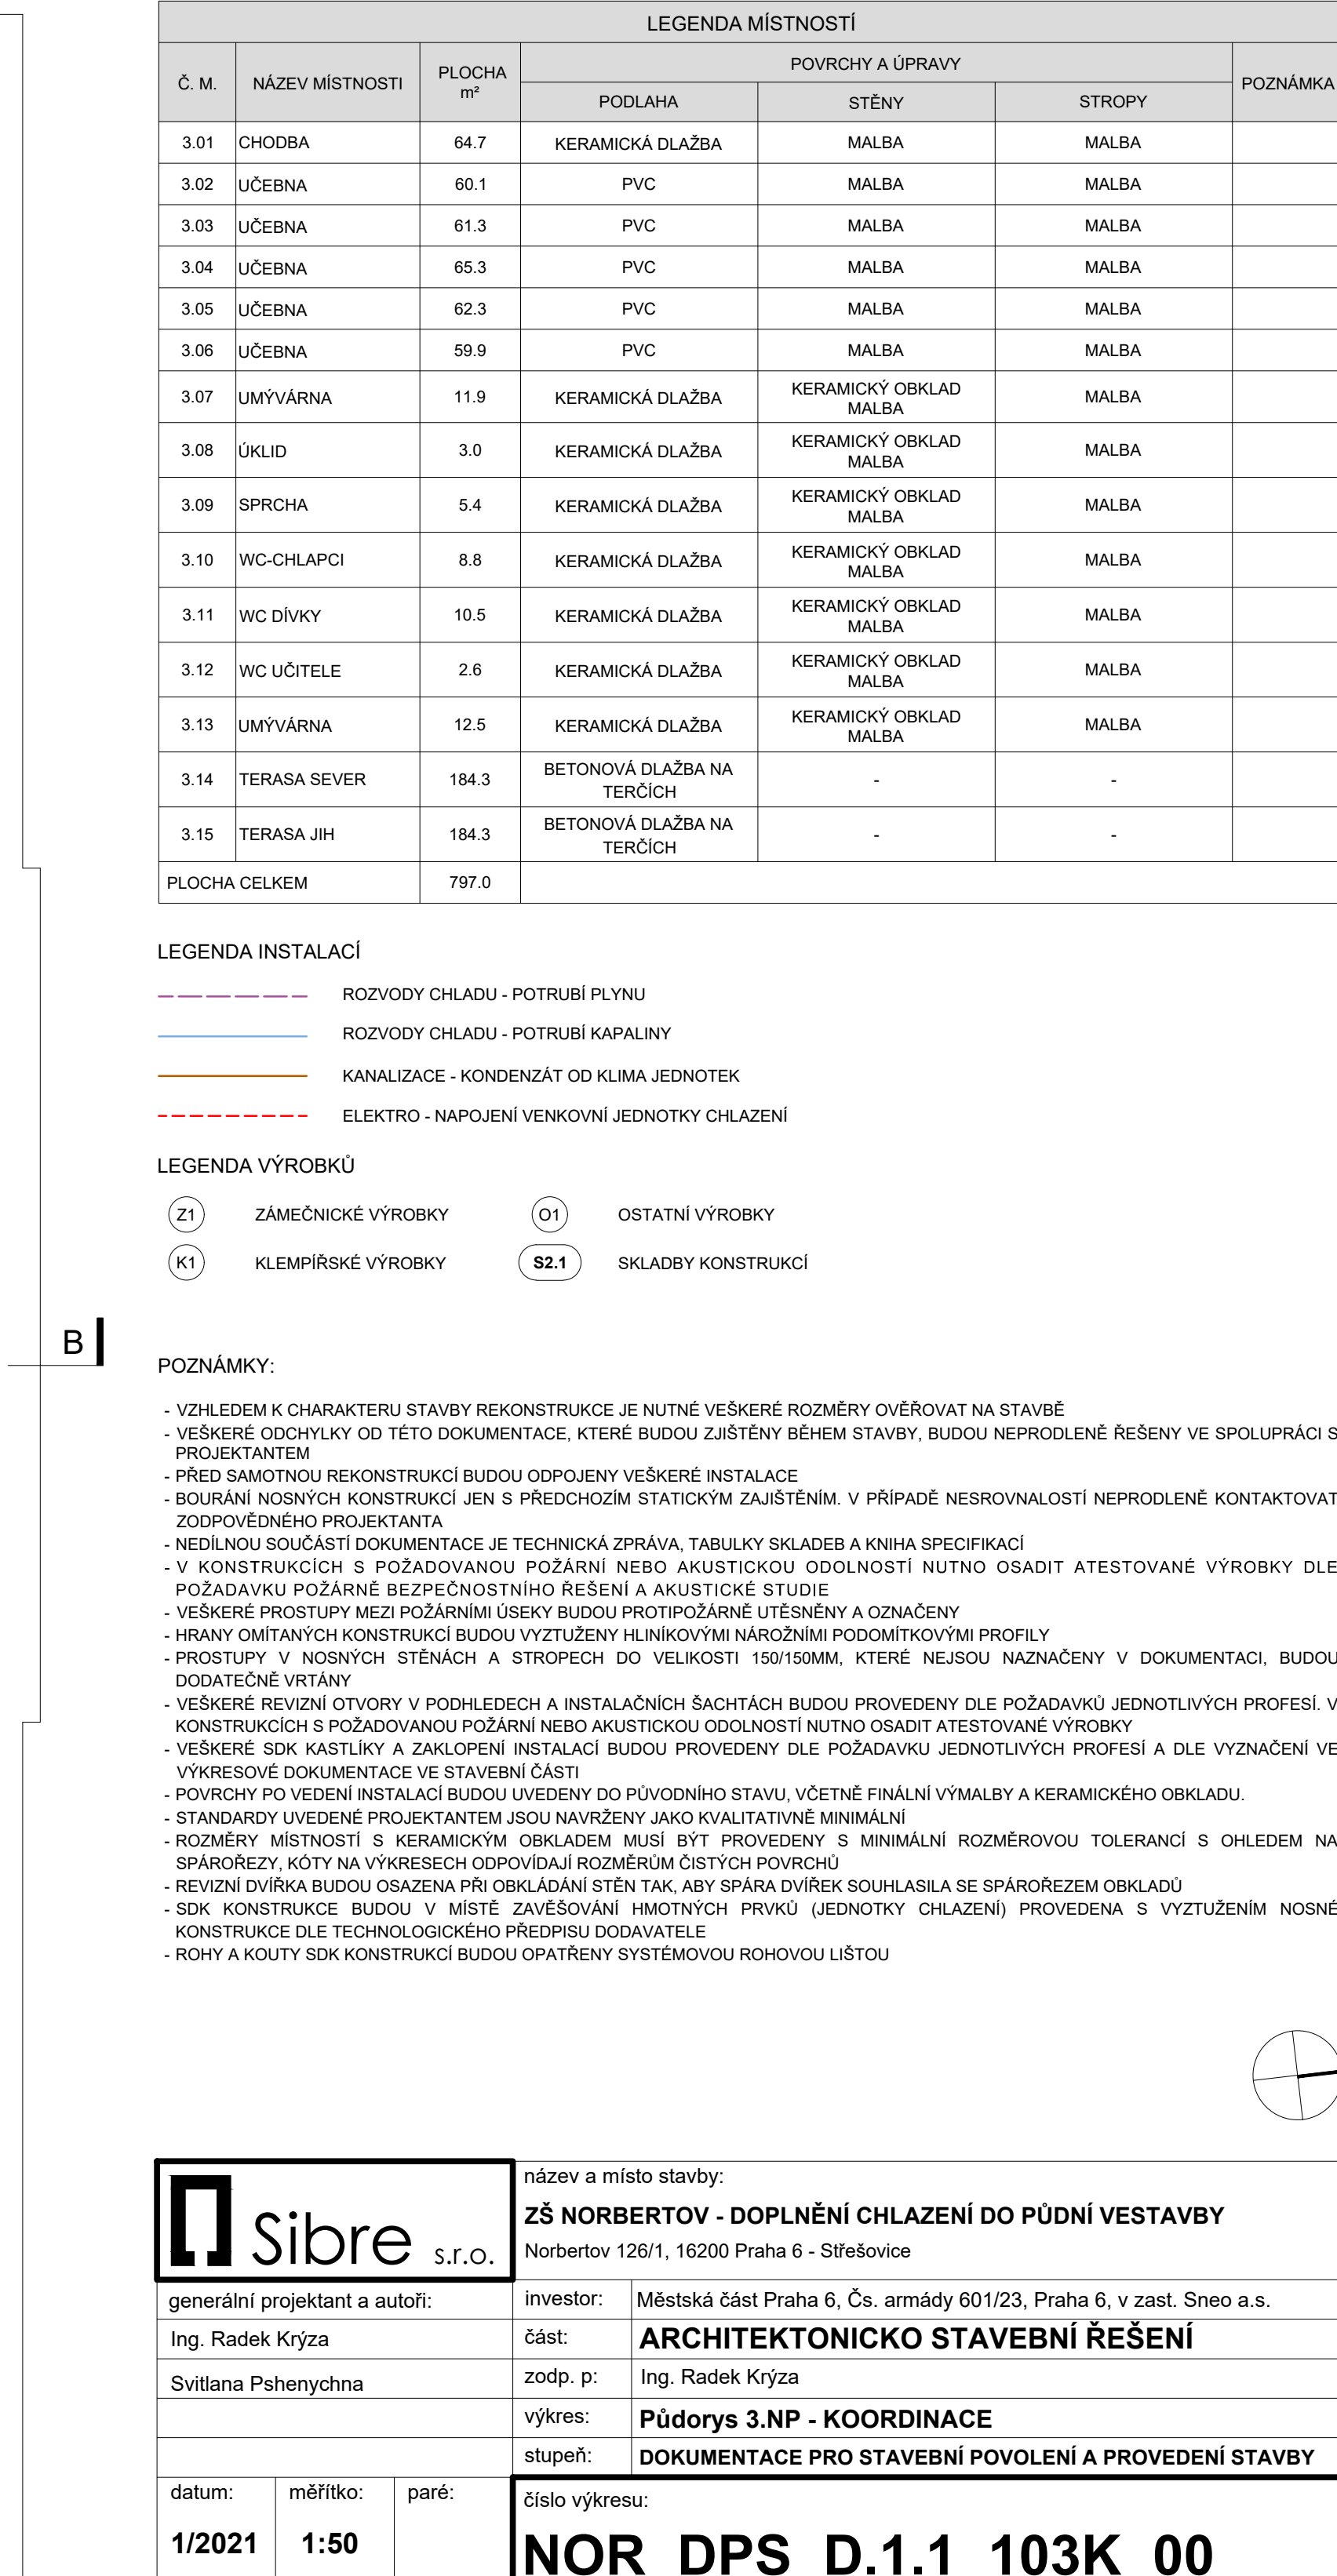 LEGENDA MÍSTNOSTÍ
Č. M. NÁZEV MÍSTNOSTI PLOCHA m² POVRCHY A ÚPRAVY POZNÁMKA
PODLAHA STĚNY STROPY
3.01 CHODBA 64.7 KERAMICKÁ DLAŽBA MALBA MALBA
3.02 UČEBNA 60.1 PVC MALBA MALBA
3.03 UČEBNA 61.3 PVC MALBA MALBA
3.04 UČEBNA 65.3 PVC MALBA MALBA
3.05 UČEBNA 62.3 PVC MALBA MALBA
3.06 UČEBNA 59.9 PVC MALBA MALBA
3.07 UMÝVÁRNA 11.9 KERAMICKÁ DLAŽBA KERAMICKÝ OBKLAD MALBA MALBA
3.08 ÚKLID 3.0 KERAMICKÁ DLAŽBA KERAMICKÝ OBKLAD MALBA MALBA
3.09 SPRCHA 5.4 KERAMICKÁ DLAŽBA KERAMICKÝ OBKLAD MALBA MALBA
3.10 WC-CHLAPCI 8.8 KERAMICKÁ DLAŽBA KERAMICKÝ OBKLAD MALBA MALBA
3.11 WC DÍVKY 10.5 KERAMICKÁ DLAŽBA KERAMICKÝ OBKLAD MALBA MALBA
3.12 WC UČITELE 2.6 KERAMICKÁ DLAŽBA KERAMICKÝ OBKLAD MALBA MALBA
3.13 UMÝVÁRNA 12.5 KERAMICKÁ DLAŽBA KERAMICKÝ OBKLAD MALBA MALBA
3.14 TERASA SEVER 184.3 BETONOVÁ DLAŽBA NA TERČÍCH - -
3.15 TERASA JIH 184.3 BETONOVÁ DLAŽBA NA TERČÍCH - -
PLOCHA CELKEM 797.0
LEGENDA INSTALACÍ
ROZVODY CHLADU - POTRUBÍ PLYNU
ROZVODY CHLADU - POTRUBÍ KAPALINY
KANALIZACE - KONDENZÁT OD KLIMA JEDNOTEK
ELEKTRO - NAPOJENÍ VENKOVNÍ JEDNOTKY CHLAZENÍ
LEGENDA VÝROBKŮ
Z1 ZÁMEČNICKÉ VÝROBKY O1 OSTATNÍ VÝROBKY
K1 KLEMPÍŘSKÉ VÝROBKY S2.1 SKLADBY KONSTRUKCÍ
B
POZNÁMKY:
- VZHLEDEM K CHARAKTERU STAVBY REKONSTRUKCE JE NUTNÉ VEŠKERÉ ROZMĚRY OVĚŘOVAT NA STAVBĚ
- VEŠKERÉ ODCHYLKY OD TÉTO DOKUMENTACE, KTERÉ BUDOU ZJIŠTĚNY BĚHEM STAVBY, BUDOU NEPRODLENĚ ŘEŠENY VE SPOLUPRÁCI S
PROJEKTANTEM
- PŘED SAMOTNOU REKONSTRUKCÍ BUDOU ODPOJENY VEŠKERÉ INSTALACE
- BOURÁNÍ NOSNÝCH KONSTRUKCÍ JEN S PŘEDCHOZÍM STATICKÝM ZAJIŠTĚNÍM. V PŘÍPADĚ NESROVNALOSTÍ NEPRODLENĚ KONTAKTOVAT
ZODPOVĚDNÉHO PROJEKTANTA
- NEDÍLNOU SOUČÁSTÍ DOKUMENTACE JE TECHNICKÁ ZPRÁVA, TABULKY SKLADEB A KNIHA SPECIFIKACÍ
- V KONSTRUKCÍCH S POŽADOVANOU POŽÁRNÍ NEBO AKUSTICKOU ODOLNOSTÍ NUTNO OSADIT ATESTOVANÉ VÝROBKY DLE
POŽADAVKU POŽÁRNĚ BEZPEČNOSTNÍHO ŘEŠENÍ A AKUSTICKÉ STUDIE
- VEŠKERÉ PROSTUPY MEZI POŽÁRNÍMI ÚSEKY BUDOU PROTIPOŽÁRNĚ UTĚSNĚNY A OZNAČENY
- HRANY OMÍTANÝCH KONSTRUKCÍ BUDOU VYZTUŽENY HLINÍKOVÝMI NÁROŽNÍMI PODOMÍTKOVÝMI PROFILY
- PROSTUPY V NOSNÝCH STĚNÁCH A STROPECH DO VELIKOSTI 150/150MM, KTERÉ NEJSOU NAZNAČENY V DOKUMENTACI, BUDOU
DODATEČNĚ VRTÁNY
- VEŠKERÉ REVIZNÍ OTVORY V PODHLEDECH A INSTALAČNÍCH ŠACHTÁCH BUDOU PROVEDENY DLE POŽADAVKŮ JEDNOTLIVÝCH PROFESÍ. V
KONSTRUKCÍCH S POŽADOVANOU POŽÁRNÍ NEBO AKUSTICKOU ODOLNOSTÍ NUTNO OSADIT ATESTOVANÉ VÝROBKY
- VEŠKERÉ SDK KASTLÍKY A ZAKLOPENÍ INSTALACÍ BUDOU PROVEDENY DLE POŽADAVKU JEDNOTLIVÝCH PROFESÍ A DLE VYZNAČENÍ VE
VÝKRESOVÉ DOKUMENTACE VE STAVEBNÍ ČÁSTI
- POVRCHY PO VEDENÍ INSTALACÍ BUDOU UVEDENY DO PŮVODNÍHO STAVU, VČETNĚ FINÁLNÍ VÝMALBY A KERAMICKÉHO OBKLADU.
- STANDARDY UVEDENÉ PROJEKTANTEM JSOU NAVRŽENY JAKO KVALITATIVNĚ MINIMÁLNÍ
- ROZMĚRY MÍSTNOSTÍ S KERAMICKÝM OBKLADEM MUSÍ BÝT PROVEDENY S MINIMÁLNÍ ROZMĚROVOU TOLERANCÍ S OHLEDEM NA
SPÁROŘEZY, KÓTY NA VÝKRESECH ODPOVÍDAJÍ ROZMĚRŮM ČISTÝCH POVRCHŮ
- REVIZNÍ DVÍŘKA BUDOU OSAZENA PŘI OBKLÁDÁNÍ STĚN TAK, ABY SPÁRA DVÍŘEK SOUHLASILA SE SPÁROŘEZEM OBKLADŮ
- SDK KONSTRUKCE BUDOU V MÍSTĚ ZAVĚŠOVÁNÍ HMOTNÝCH PRVKŮ (JEDNOTKY CHLAZENÍ) PROVEDENA S VYZTUŽENÍM NOSNÉ
KONSTRUKCE DLE TECHNOLOGICKÉHO PŘEDPISU DODAVATELE
- ROHY A KOUTY SDK KONSTRUKCÍ BUDOU OPATŘENY SYSTÉMOVOU ROHOVOU LIŠTOU
Sibre s.r.o.
název a místo stavby:
ZŠ NORBERTOV - DOPLNĚNÍ CHLAZENÍ DO PŮDNÍ VESTAVBY
Norbertov 126/1, 16200 Praha 6 - Střešovice
generální projektant a autoři: investor: Městská část Praha 6, Čs. armády 601/23, Praha 6, v zast. Sneo a.s.
Ing. Radek Krýza část: ARCHITEKTONICKO STAVEBNÍ ŘEŠENÍ
Svitlana Pshenychna zodp. p: Ing. Radek Krýza
výkres: Půdorys 3.NP - KOORDINACE
stupeň: DOKUMENTACE PRO STAVEBNÍ POVOLENÍ A PROVEDENÍ STAVBY
datum: měřítko: paré: číslo výkresu:
1/2021 1:50 NOR DPS D.1.1 103K 00